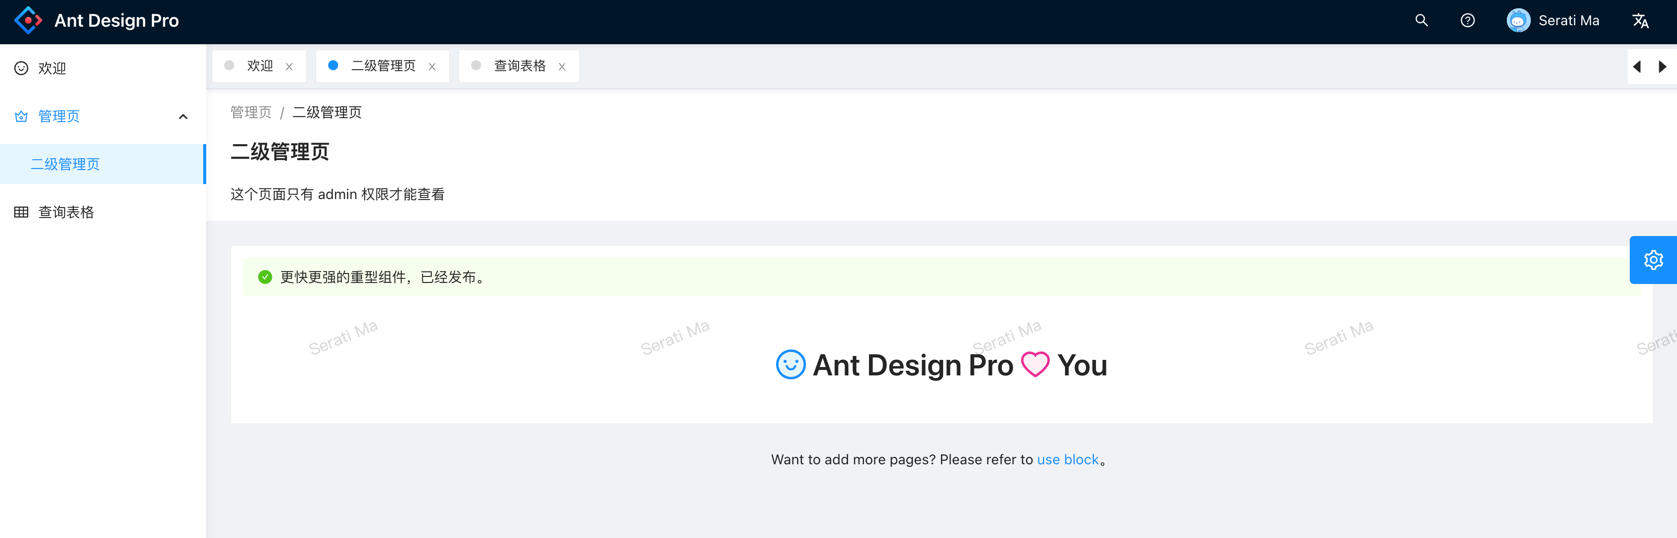 Ant Design Pro
Serati Ma
欢迎
管理页
二级管理页
查询表格
欢迎
二级管理页
查询表格
管理页 / 二级管理页
二级管理页
这个页面只有 admin 权限才能查看
更快更强的重型组件，已经发布。
Serati Ma
Serati Ma
Serati Ma
Serati Ma
Serati
Ant Design Pro You
Want to add more pages? Please refer to use block。